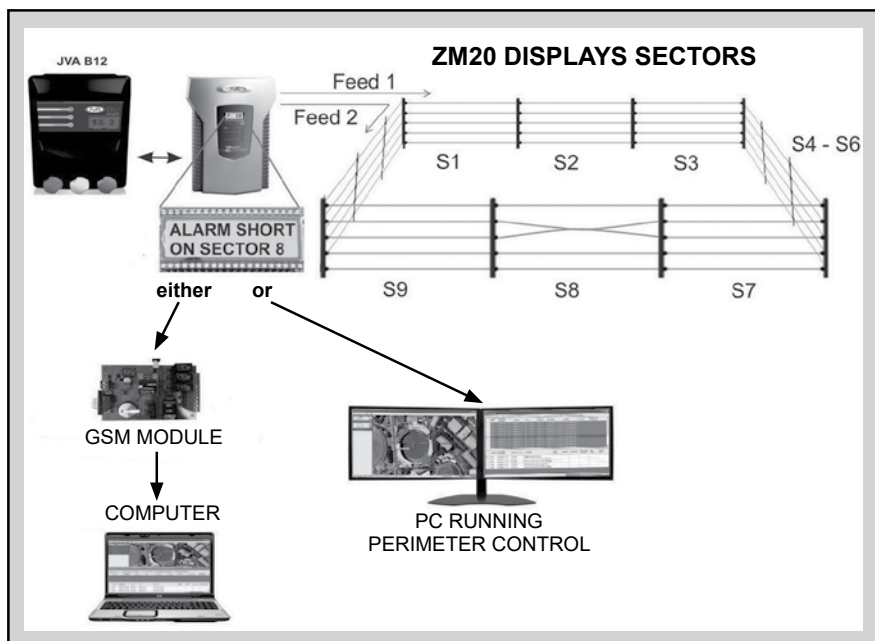 ZM20 DISPLAYS SECTORS
JVA B12
Feed 1
Feed 2
S1
S2
S3
S4 - S6
ALARM SHORT
ON SECTOR 8
S9
S8
S7
either
or
GSM MODULE
COMPUTER
PC RUNNING
PERIMETER CONTROL